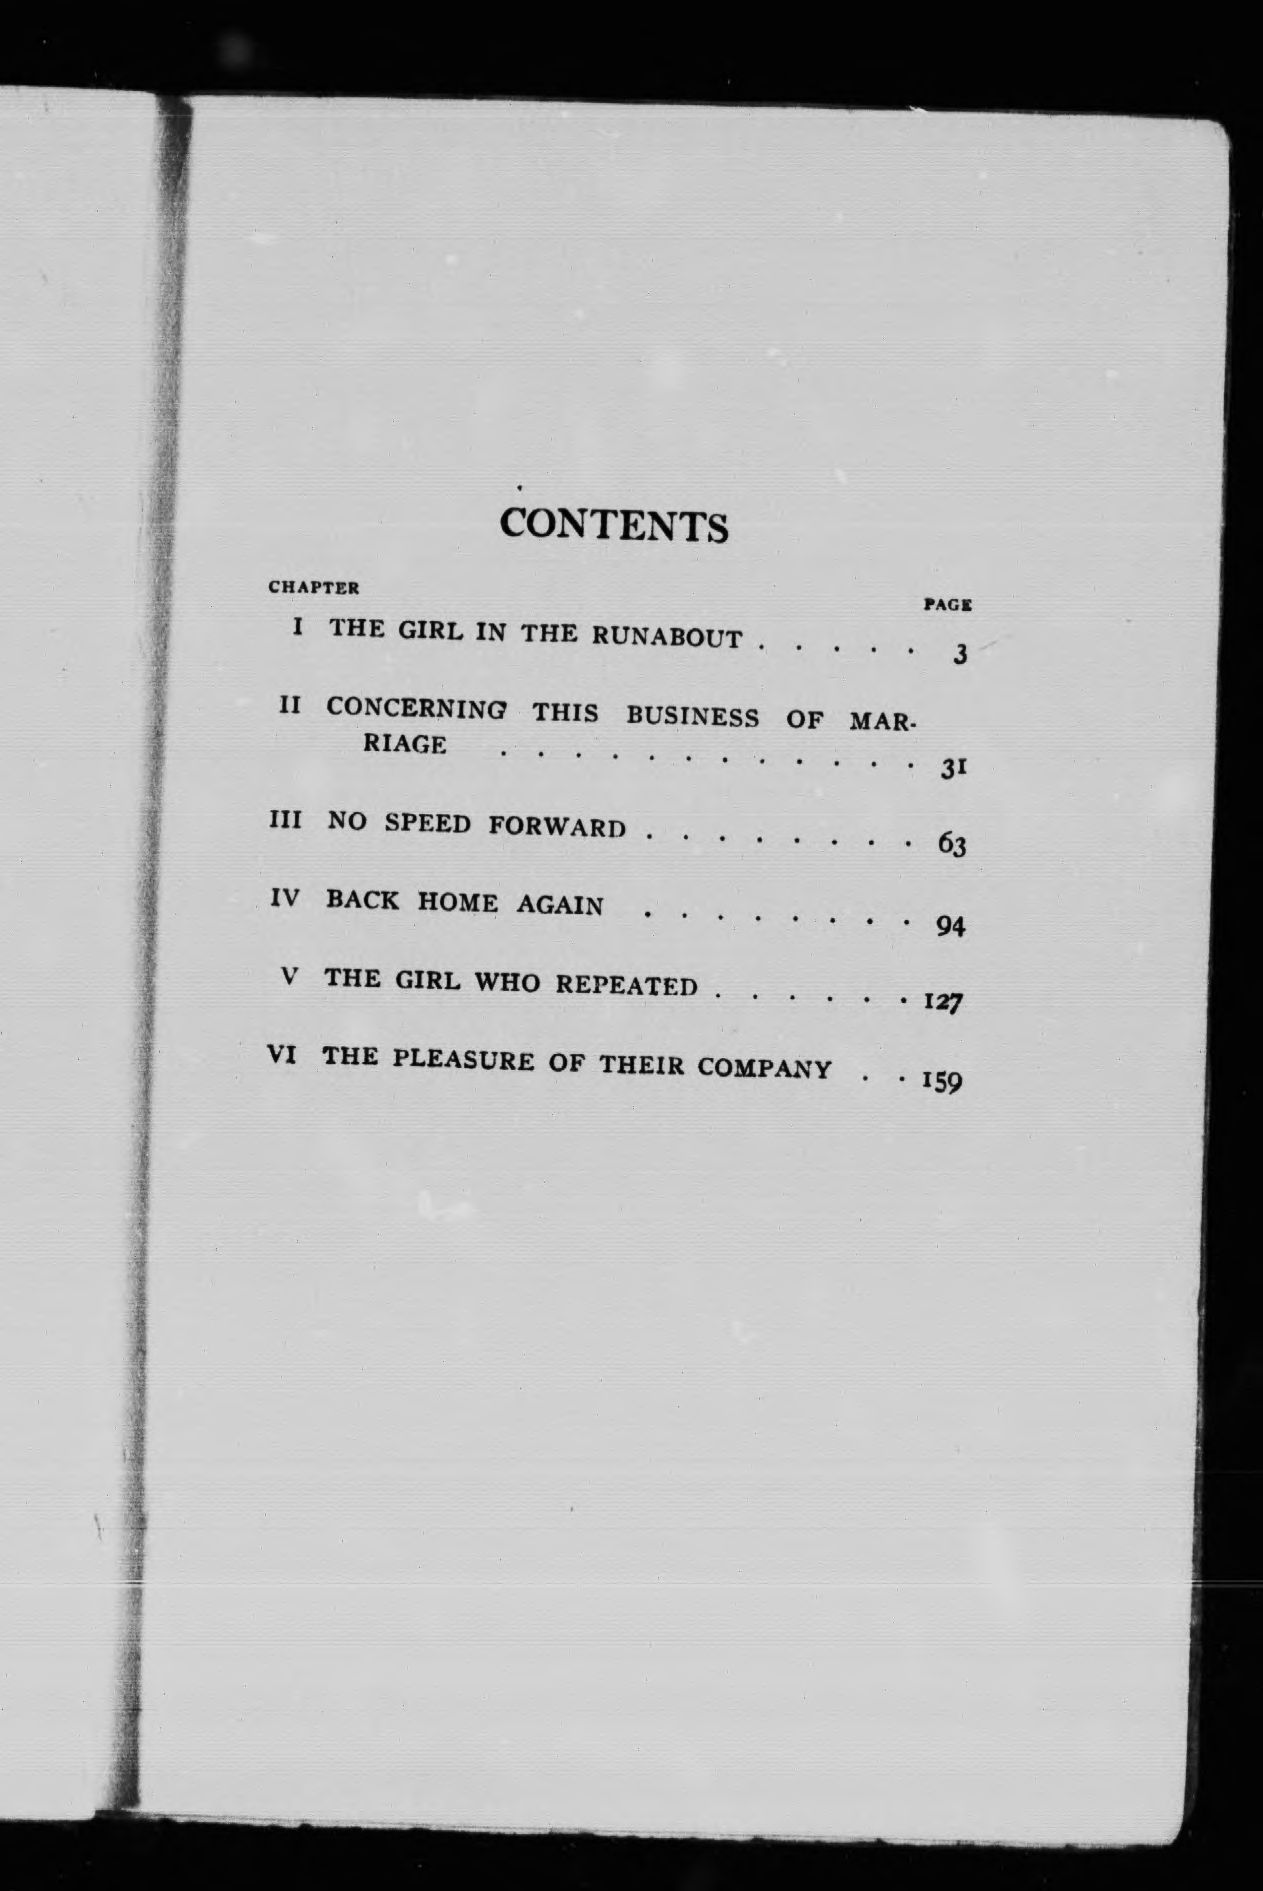 CONTENTS
CHAPTER PAGE
I THE GIRL IN THE RUNABOUT . . . . . 3
II CONCERNING THIS BUSINESS OF MAR-
RIAGE . . . . . . . . . . . . 31
III NO SPEED FORWARD . . . . . . . . 63
IV BACK HOME AGAIN . . . . . . . . 94
V THE GIRL WHO REPEATED . . . . . . 127
VI THE PLEASURE OF THEIR COMPANY . . 159